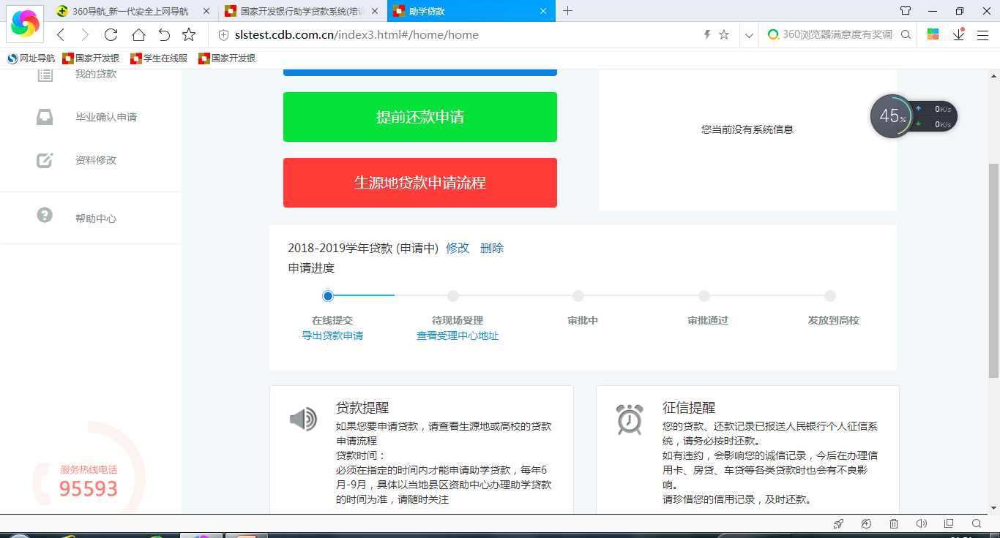 360导航_新一代安全上网导航
国家开发银行助学贷款系统(培训
助学贷款
slstest.cdb.com.cn/index3.html#/home/home
360浏览器满意度有奖调
网址导航
国家开发银
学生在线服
国家开发银
我的贷款
毕业确认申请
资料修改
帮助中心
服务热线电话
95593
提前还款申请
生源地贷款申请流程
您当前没有系统信息
45%
0K/s
0K/s
2018-2019学年贷款 (申请中) 修改 删除
申请进度
在线提交
待现场受理
审批中
审批通过
发放到高校
导出贷款申请
查看受理中心地址
贷款提醒
如果您要申请贷款，请查看生源地或高校的贷款
申请流程
贷款时间：
必须在指定的时间内才能申请助学贷款，每年6
月-9月，具体以当地县区资助中心办理助学贷款
的时间为准，请随时关注
征信提醒
您的贷款、还款记录已报送人民银行个人征信系
统，请务必按时还款。
如有违约，会影响您的诚信记录，今后在办理信
用卡、房贷、车贷等各类贷款时也会有不良影
响。
请珍惜您的信用记录，及时还款。